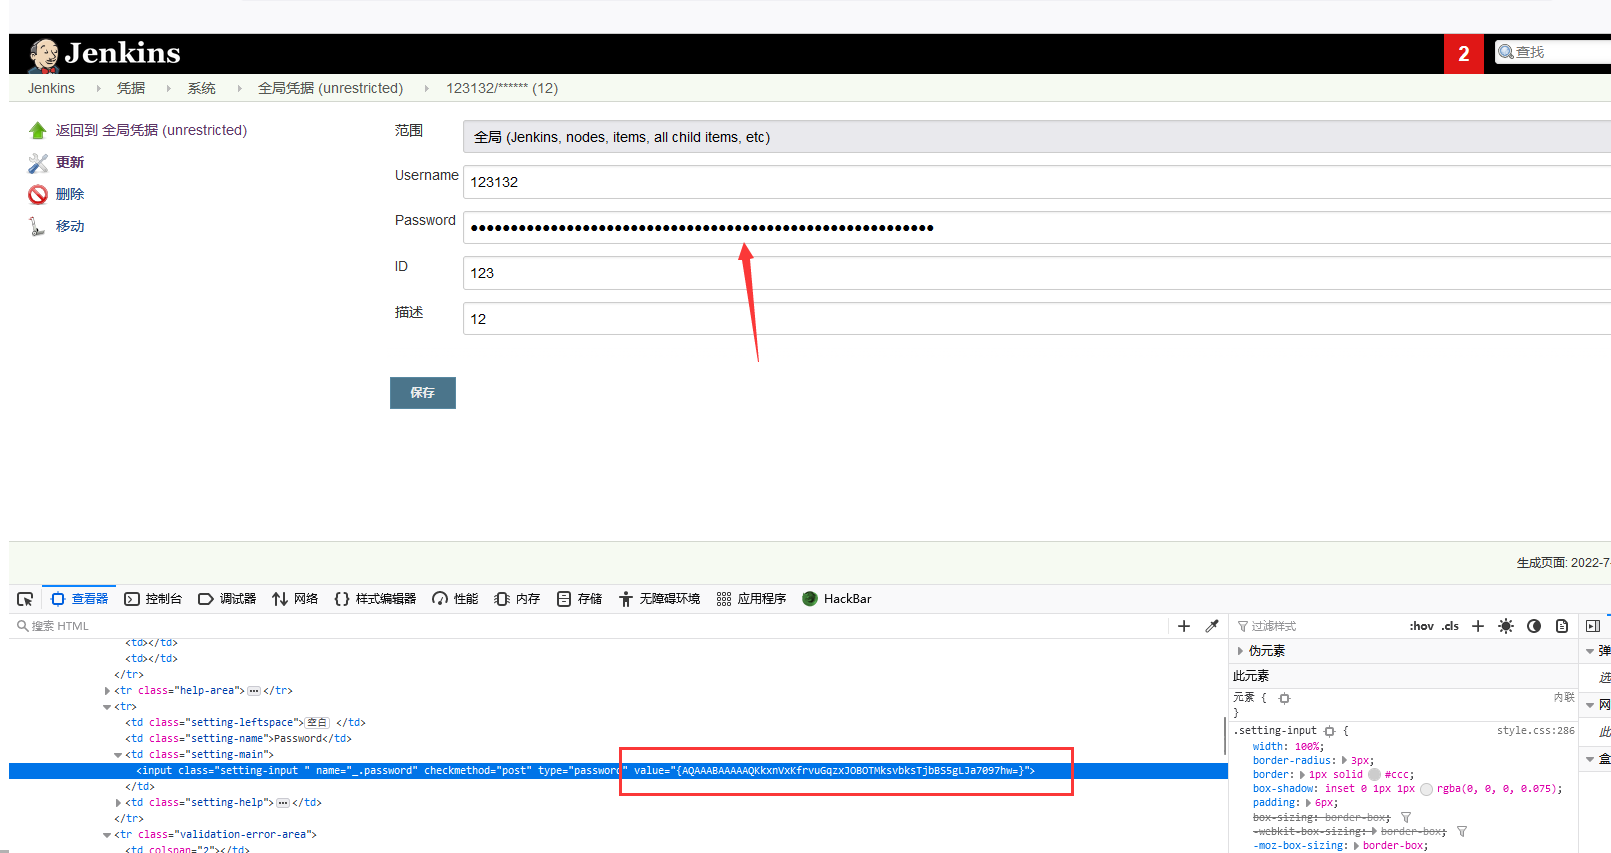 Jenkins
2
查找
Jenkins 凭据 系统 全局凭据 (unrestricted) 123132/****** (12)
返回到 全局凭据 (unrestricted)
更新
删除
移动
范围 全局 (Jenkins, nodes, items, all child items, etc)
Username 123132
Password ●●●●●●●●●●●●●●●●●●●●●●●●●●●●●●●●●●●●●●●●●●●●●●●●●●●●●●●●●●
ID 123
描述 12
保存
生成页面: 2022-7-
查看器 控制台 调试器 网络 样式编辑器 性能 内存 存储 无障碍环境 应用程序 HackBar
搜索 HTML
<td></td>
<td></td>
</tr>
<tr class="help-area"></tr>
<tr>
<td class="setting-leftspace">空白 </td>
<td class="setting-name">Password</td>
<td class="setting-main">
<input class="setting-input " name="_.password" checkmethod="post" type="password" value="{AQAAABAAAAAQKkxnVxKfrvuGqzxJOBOTMksvbksTjbBS5gLJa7097hw=}">
</td>
<td class="setting-help"></td>
</tr>
<tr class="validation-error-area">
<td colspan="2"></td>
过滤样式 :hov .cls
伪元素
此元素
元素 { 内联
}
.setting-input { style.css:286
width: 100%;
border-radius: 3px;
border: 1px solid #ccc;
box-shadow: inset 0 1px 1px rgba(0, 0, 0, 0.075);
padding: 6px;
box-sizing: border-box;
-webkit-box-sizing: border-box;
-moz-box-sizing: border-box;
弹
选
网
此
盒